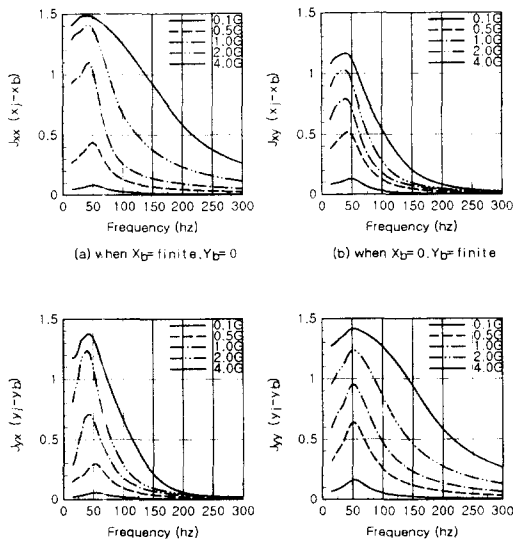 1.5
1
0.5
0
Jxx (xj-xb)
0.1G
0.5G
1.0G
2.0G
4.0G
0 50 100 150 200 250 300
Frequency (hz)
(a) when Xb=finite.Yb=0
1.5
1
0.5
0
Jxy (xj-xb)
0.1G
0.5G
1.0G
2.0G
4.0G
0 50 100 150 200 250 300
Frequency (hz)
(b) when Xb=0.Yb=finite
1.5
1
0.5
0
Jyx (yj-yb)
0.1G
0.5G
1.0G
2.0G
4.0G
0 50 100 150 200 250 300
Frequency (hz)
1.5
1
0.5
0
Jyy (yj-yb)
0.1G
0.5G
1.0G
2.0G
4.0G
0 50 100 150 200 250 300
Frequency (hz)